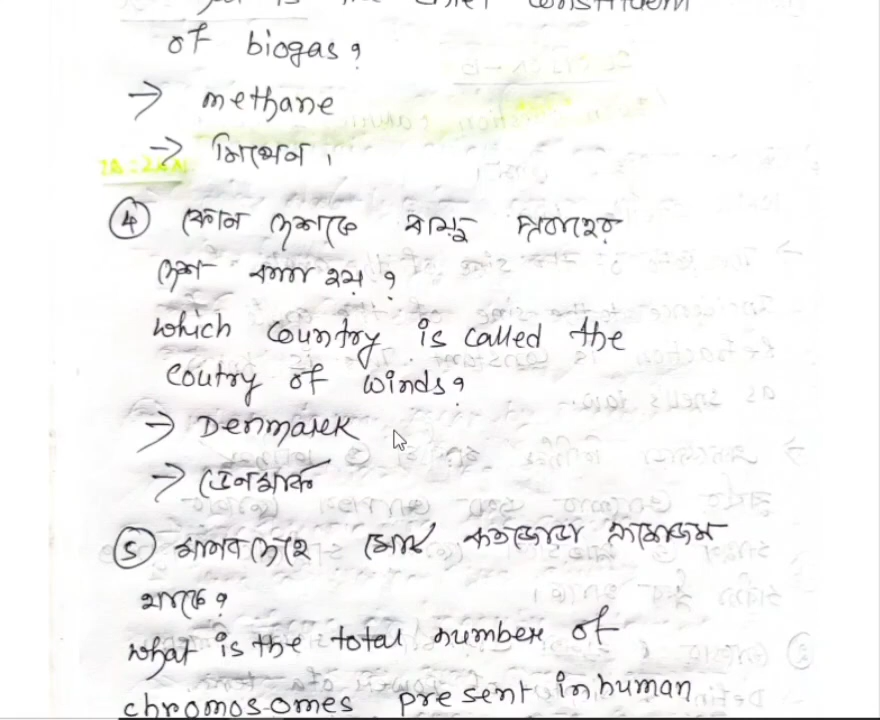 of biogas?
→ methane
→ মিথেন।
④ কোন দেশকে বায়ু প্রবাহের
দেশ বলা হয়?
which country is called the
coutry of winds?
→ Denmark
→ ডেনমার্ক
⑤ মানবদেহে মোট কতজোড়া ক্রোমোজম
থাকে?
what is the total number of
chromosomes present in human